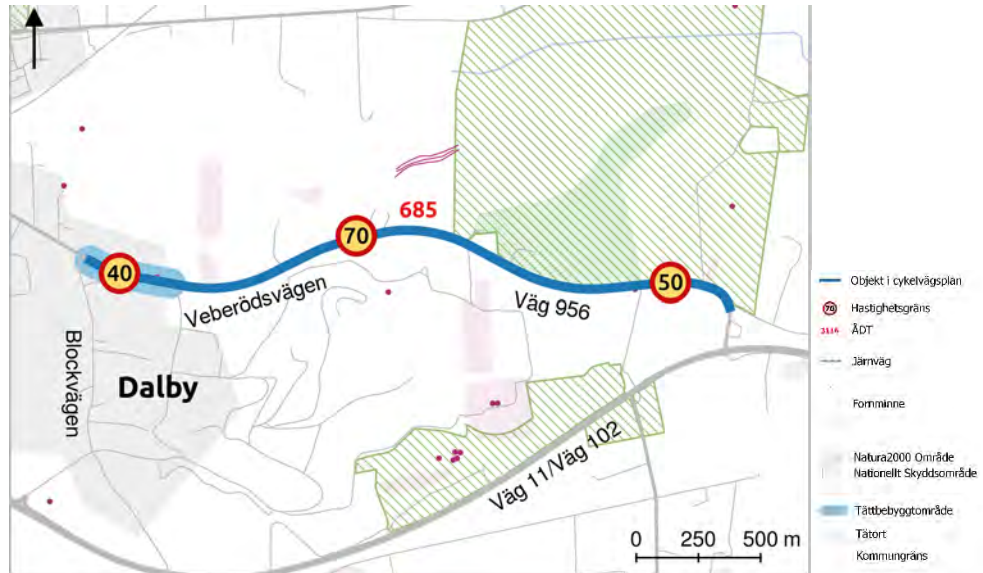 685
70
40
50
Veberödsvägen
Väg 956
Blockvägen
Dalby
Väg 11/Väg 102
0 250 500 m
Objekt i cykelvägsplan
70 Hastighetsgräns
3116 ÅDT
Järnväg
Fornminne
Natura2000 Område
Nationellt Skyddsområde
Tättbebyggtområde
Tätort
Kommungräns